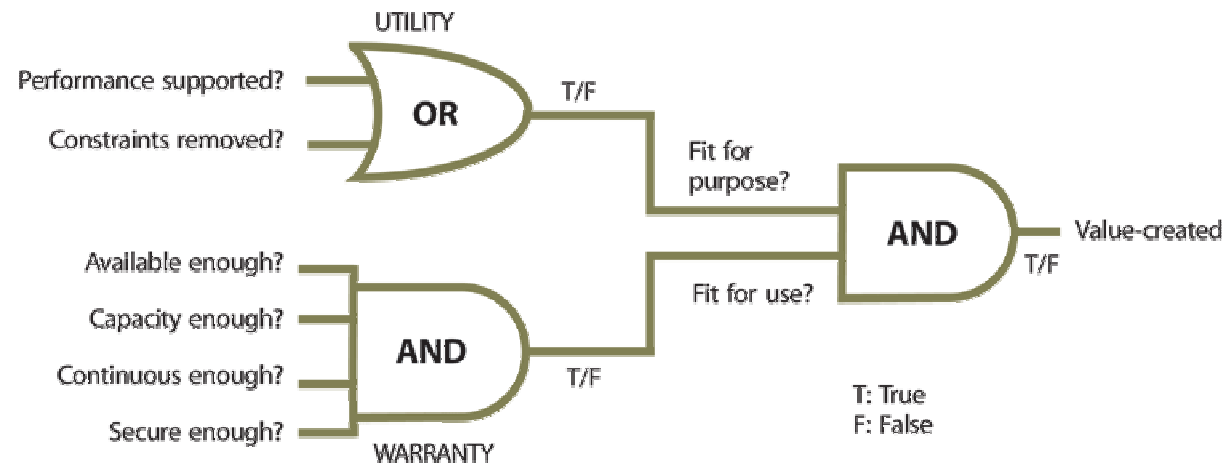 UTILITY
Performance supported?
OR
T/F
Constraints removed?
Fit for
purpose?
AND
Value-created
T/F
Available enough?
Fit for use?
Capacity enough?
AND
Continuous enough?
T/F
T: True
F: False
Secure enough?
WARRANTY